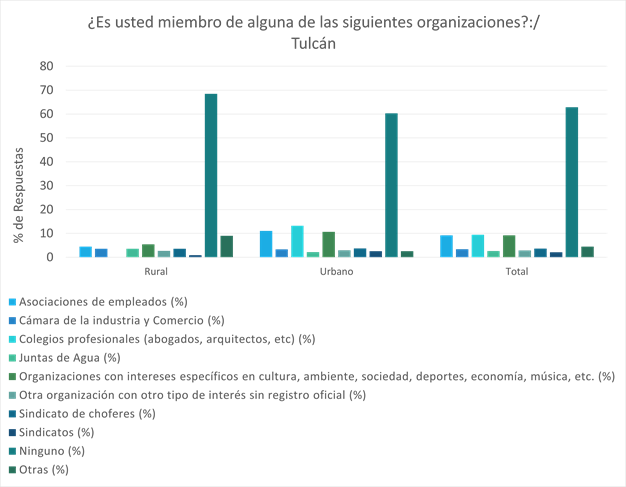 ¿Es usted miembro de alguna de las siguientes organizaciones?:/
Tulcán
80
70
60
50
40
30
20
10
0
% de Respuestas
Rural
Urbano
Total
Asociaciones de empleados (%)
Cámara de la industria y Comercio (%)
Colegios profesionales (abogados, arquitectos, etc) (%)
Juntas de Agua (%)
Organizaciones con intereses específicos en cultura, ambiente, sociedad, deportes, economía, música, etc. (%)
Otra organización con otro tipo de interés sin registro oficial (%)
Sindicato de choferes (%)
Sindicatos (%)
Ninguno (%)
Otras (%)